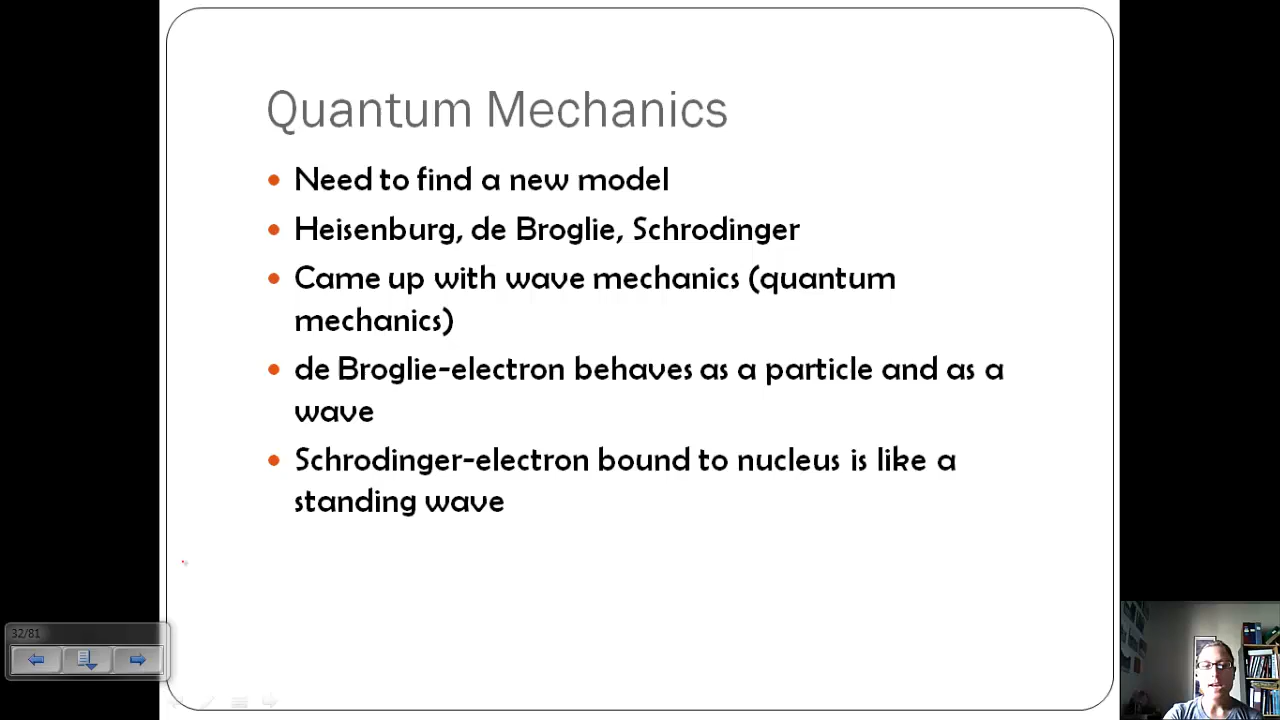 Quantum Mechanics
Need to find a new model
Heisenburg, de Broglie, Schrodinger
Came up with wave mechanics (quantum
mechanics)
de Broglie-electron behaves as a particle and as a
wave
Schrodinger-electron bound to nucleus is like a
standing wave
32/81